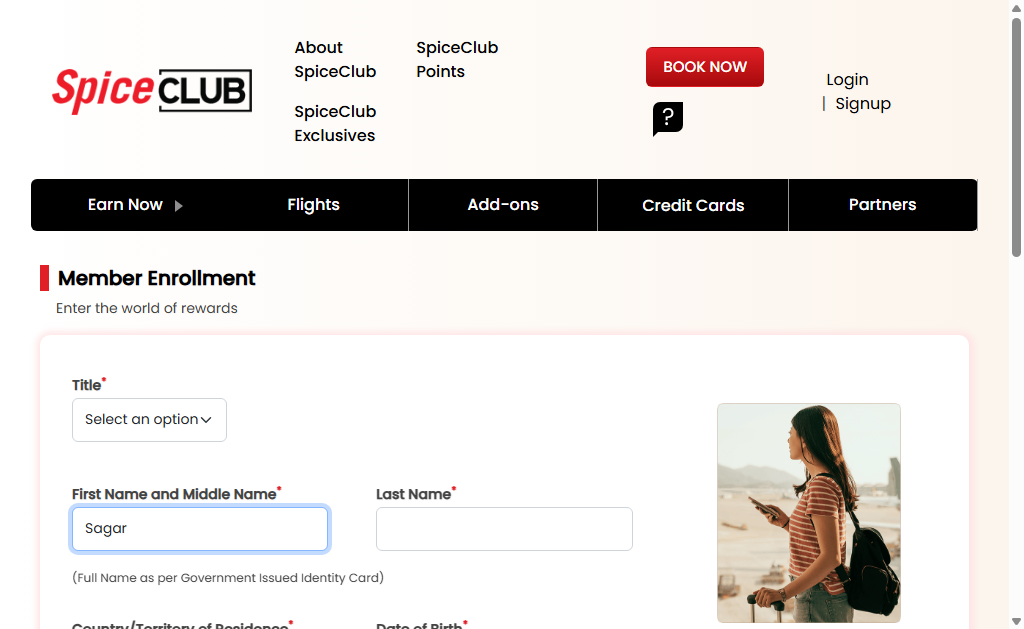 SpiceCLUB
About
SpiceClub
SpiceClub
Points
SpiceClub
Exclusives
BOOK NOW
?
Login
| Signup
Earn Now
Flights
Add-ons
Credit Cards
Partners
Member Enrollment
Enter the world of rewards
Title*
Select an option
First Name and Middle Name*
Last Name*
Sagar
(Full Name as per Government Issued Identity Card)
Country/Territory of Residence*
Date of Birth*